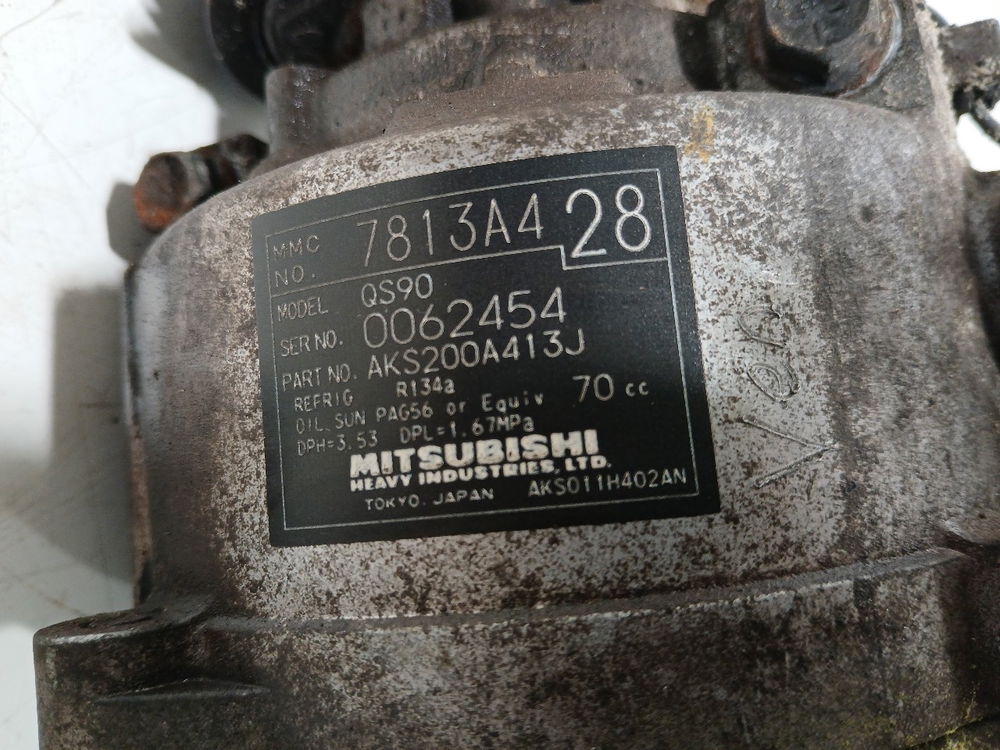 MMC NO. 7813A4 28
MODEL QS90
SER NO. 0062454
PART NO. AKS200A413J
REFRIG R134a
OIL. SUN PAG56 or Equiv 70 cc
DPH=3.53 DPL=1.67MPa
MITSUBISHI
HEAVY INDUSTRIES, LTD.
TOKYO. JAPAN AKS011H402AN